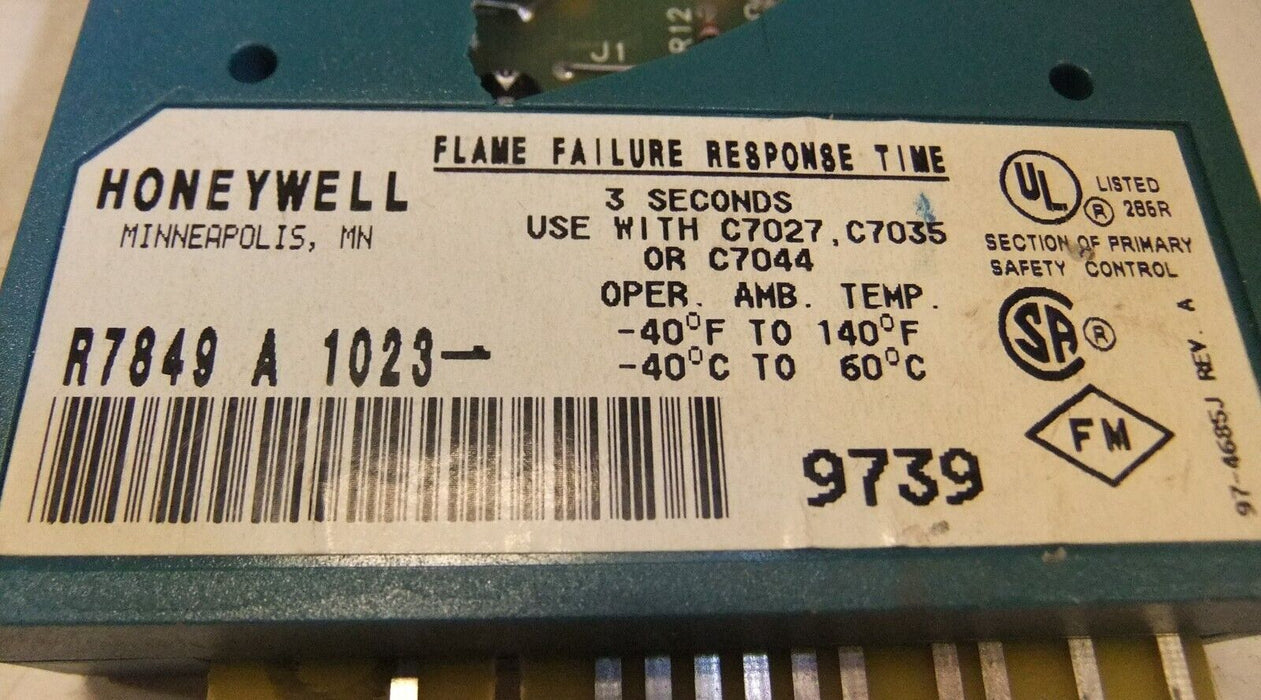 J1
R12
HONEYWELL
MINNEAPOLIS, MN
FLAME FAILURE RESPONSE TIME
3 SECONDS
USE WITH C7027, C7035
OR C7044
OPER. AMB. TEMP.
-40°F TO 140°F
-40°C TO 60°C
R7849 A 1023-
9739
UL ®
LISTED
286R
SECTION OF PRIMARY
SAFETY CONTROL
SA ®
FM
97-4685J REV. A